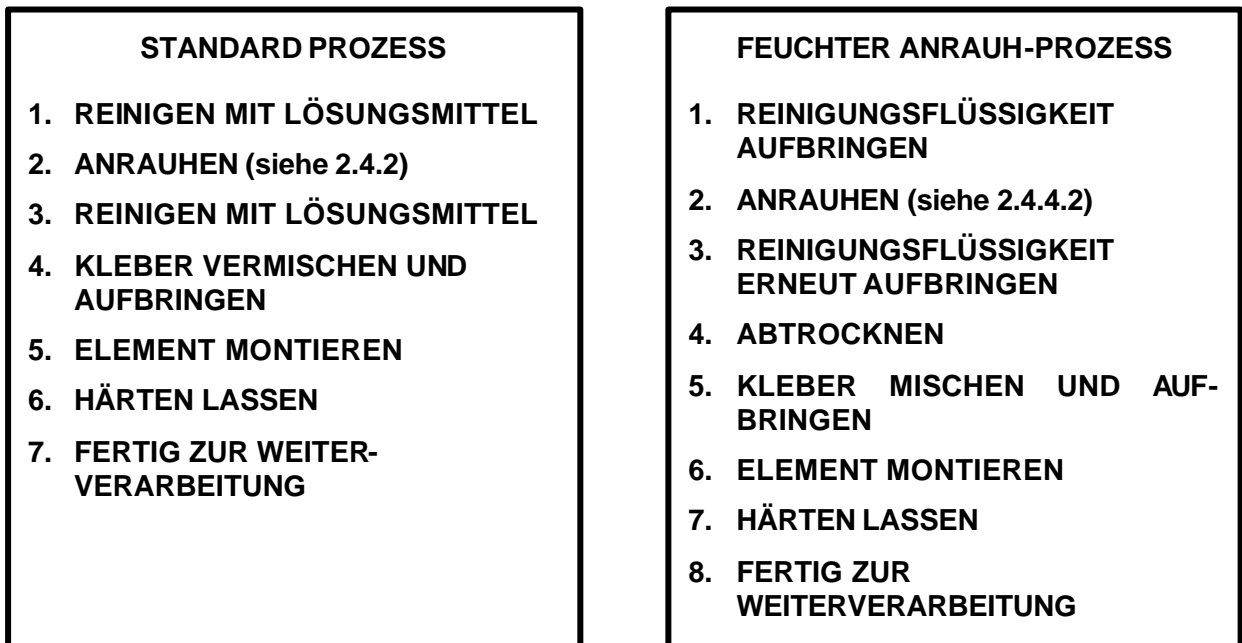 STANDARD PROZESS
1. REINIGEN MIT LÖSUNGSMITTEL
2. ANRAUHEN (siehe 2.4.2)
3. REINIGEN MIT LÖSUNGSMITTEL
4. KLEBER VERMISCHEN UND
AUFBRINGEN
5. ELEMENT MONTIEREN
6. HÄRTEN LASSEN
7. FERTIG ZUR WEITER-
VERARBEITUNG
FEUCHTER ANRAUH-PROZESS
1. REINIGUNGSFLÜSSIGKEIT
AUFBRINGEN
2. ANRAUHEN (siehe 2.4.4.2)
3. REINIGUNGSFLÜSSIGKEIT
ERNEUT AUFBRINGEN
4. ABTROCKNEN
5. KLEBER MISCHEN UND AUF-
BRINGEN
6. ELEMENT MONTIEREN
7. HÄRTEN LASSEN
8. FERTIG ZUR
WEITERVERARBEITUNG